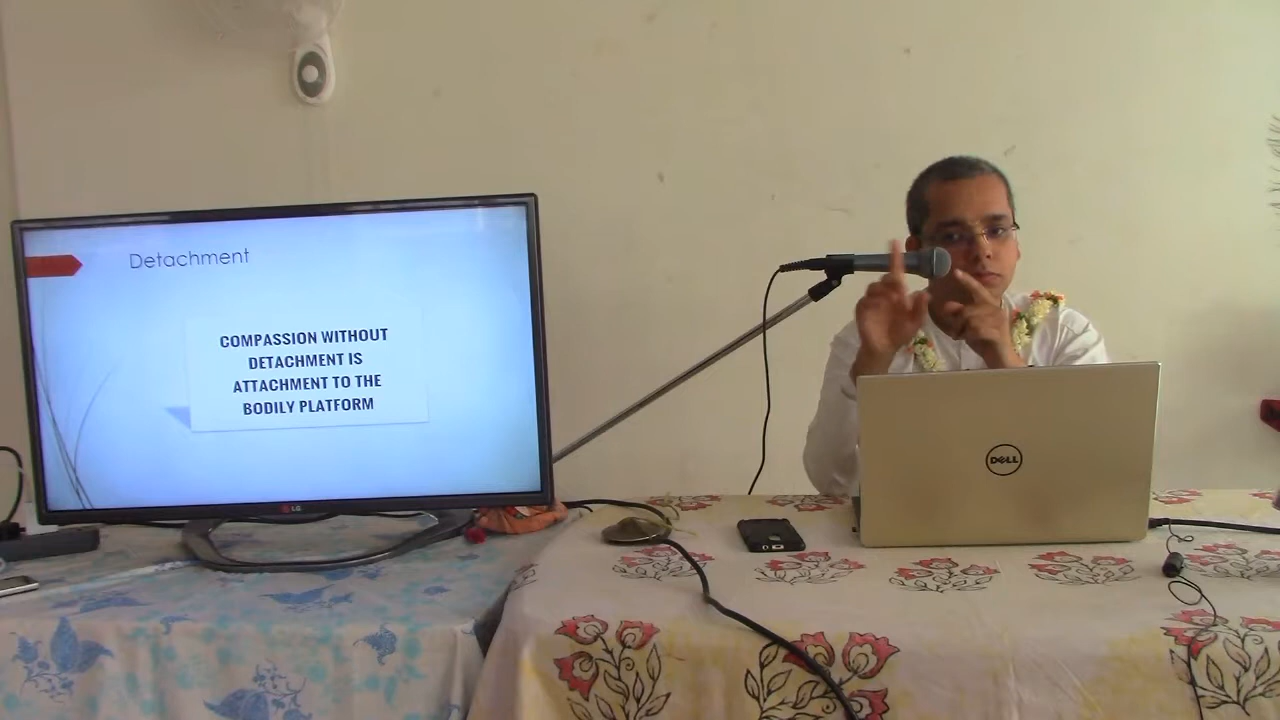 Detachment
COMPASSION WITHOUT
DETACHMENT IS
ATTACHMENT TO THE
BODILY PLATFORM
LG
DELL